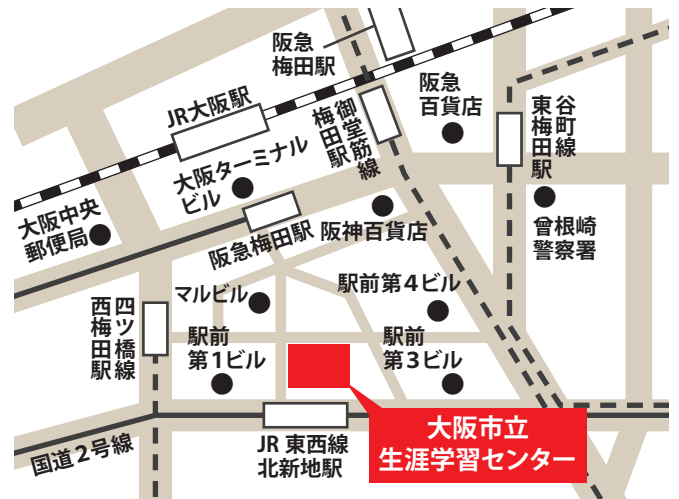 阪急
梅田駅
JR大阪駅
御堂筋線
梅田駅
阪急
百貨店
谷町線
東梅田駅
大阪ターミナル
ビル
大阪中央
郵便局
阪急梅田駅
阪神百貨店
曾根崎
警察署
マルビル
駅前第4ビル
四ツ橋線
西梅田駅
駅前
第1ビル
駅前
第3ビル
大阪市立
生涯学習センター
国道2号線
JR 東西線
北新地駅